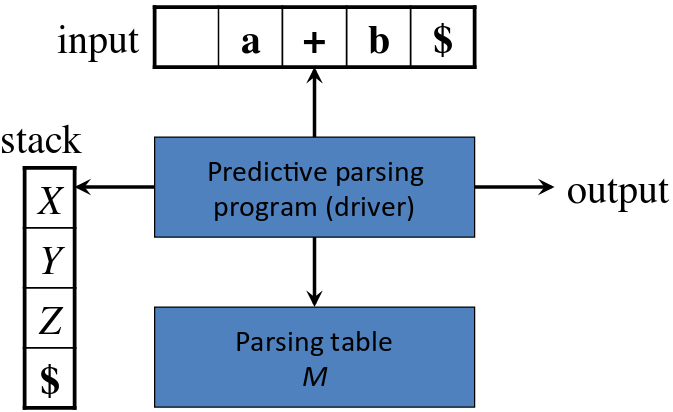 input
a + b $
stack
X
Y
Z
$
Predictive parsing
program (driver)
output
Parsing table
M